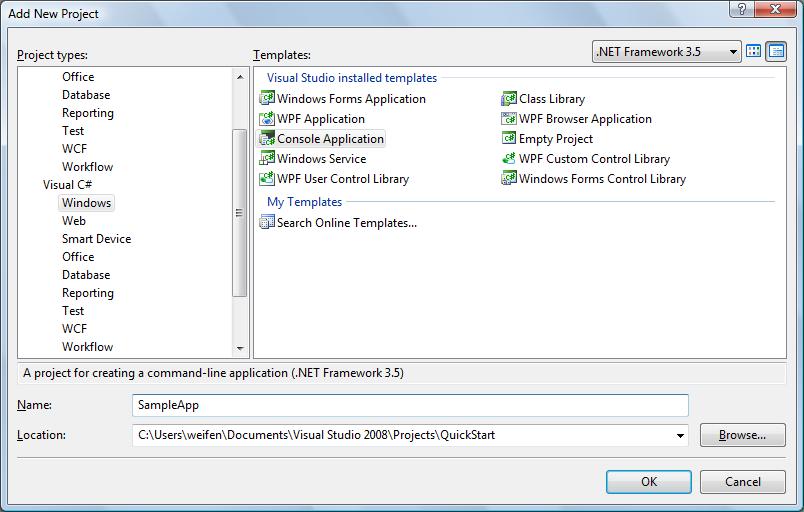 Add New Project
Project types:
Templates:
.NET Framework 3.5
Office
Database
Reporting
Test
WCF
Workflow
Visual C#
Windows
Web
Smart Device
Office
Database
Reporting
Test
WCF
Workflow
Visual Studio installed templates
Windows Forms Application
Class Library
WPF Application
WPF Browser Application
Console Application
Empty Project
Windows Service
WPF Custom Control Library
WPF User Control Library
Windows Forms Control Library
My Templates
Search Online Templates...
A project for creating a command-line application (.NET Framework 3.5)
Name:
SampleApp
Location:
C:\Users\weifen\Documents\Visual Studio 2008\Projects\QuickStart
Browse...
OK
Cancel